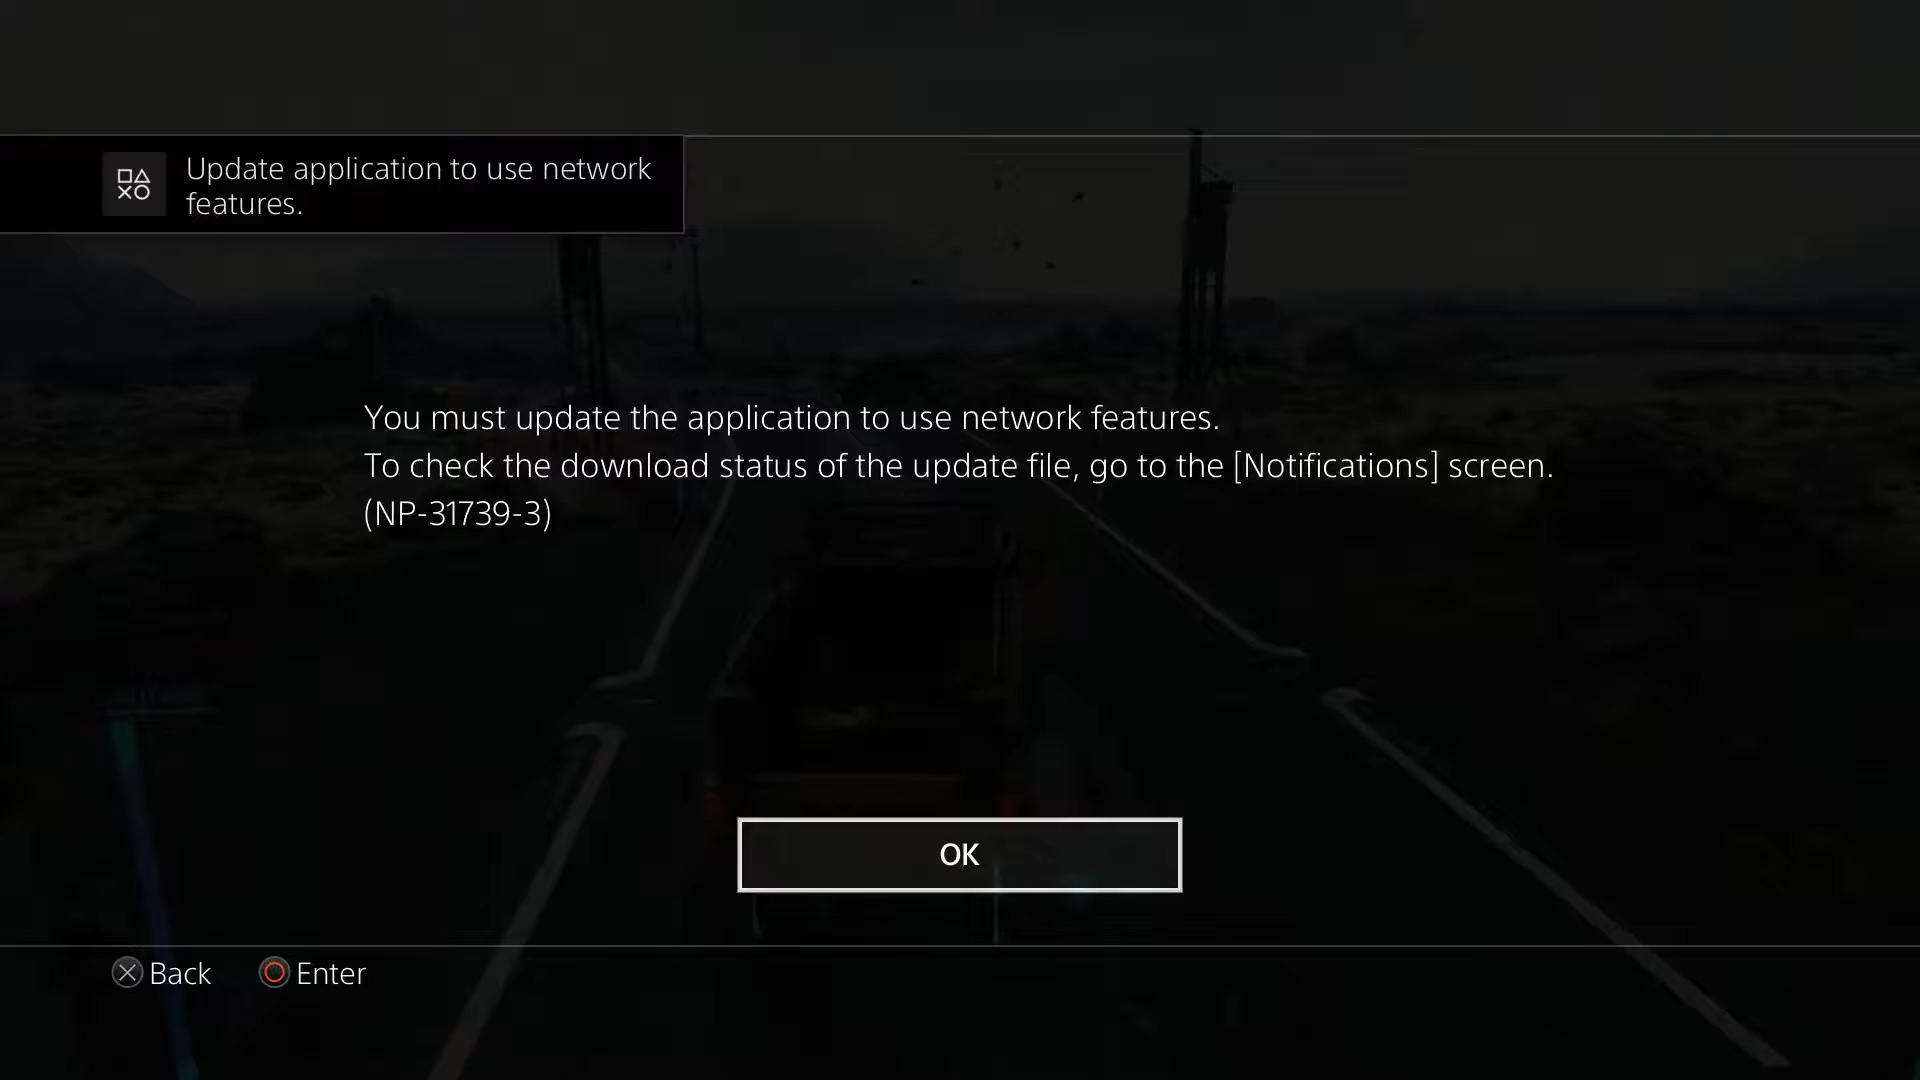 Update application to use network
features.
You must update the application to use network features.
To check the download status of the update file, go to the [Notifications] screen.
(NP-31739-3)
OK
Back
Enter